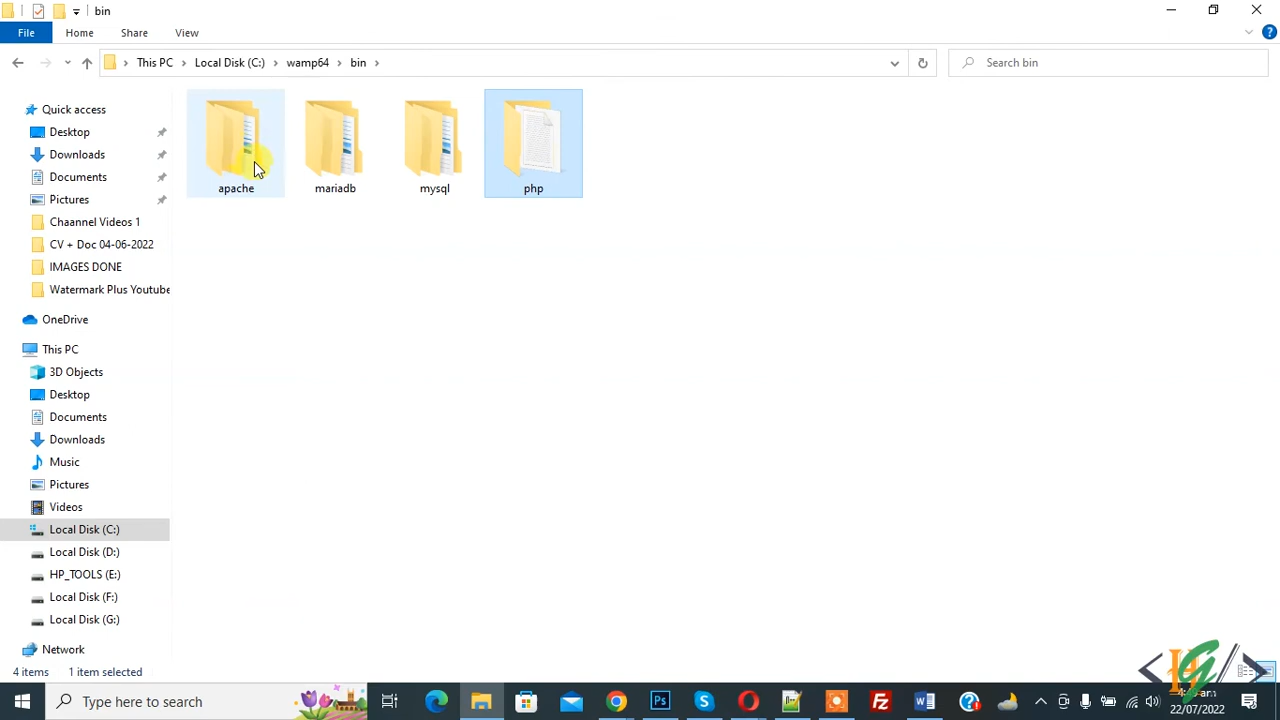 bin
File Home Share View
This PC Local Disk (C:) wamp64 bin
Search bin
Quick access
Desktop
Downloads
Documents
Pictures
Chaannel Videos 1
CV + Doc 04-06-2022
IMAGES DONE
Watermark Plus Youtube
OneDrive
This PC
3D Objects
Desktop
Documents
Downloads
Music
Pictures
Videos
Local Disk (C:)
Local Disk (D:)
HP_TOOLS (E:)
Local Disk (F:)
Local Disk (G:)
Network
apache mariadb mysql php
4 items 1 item selected
Type here to search
22/07/2022